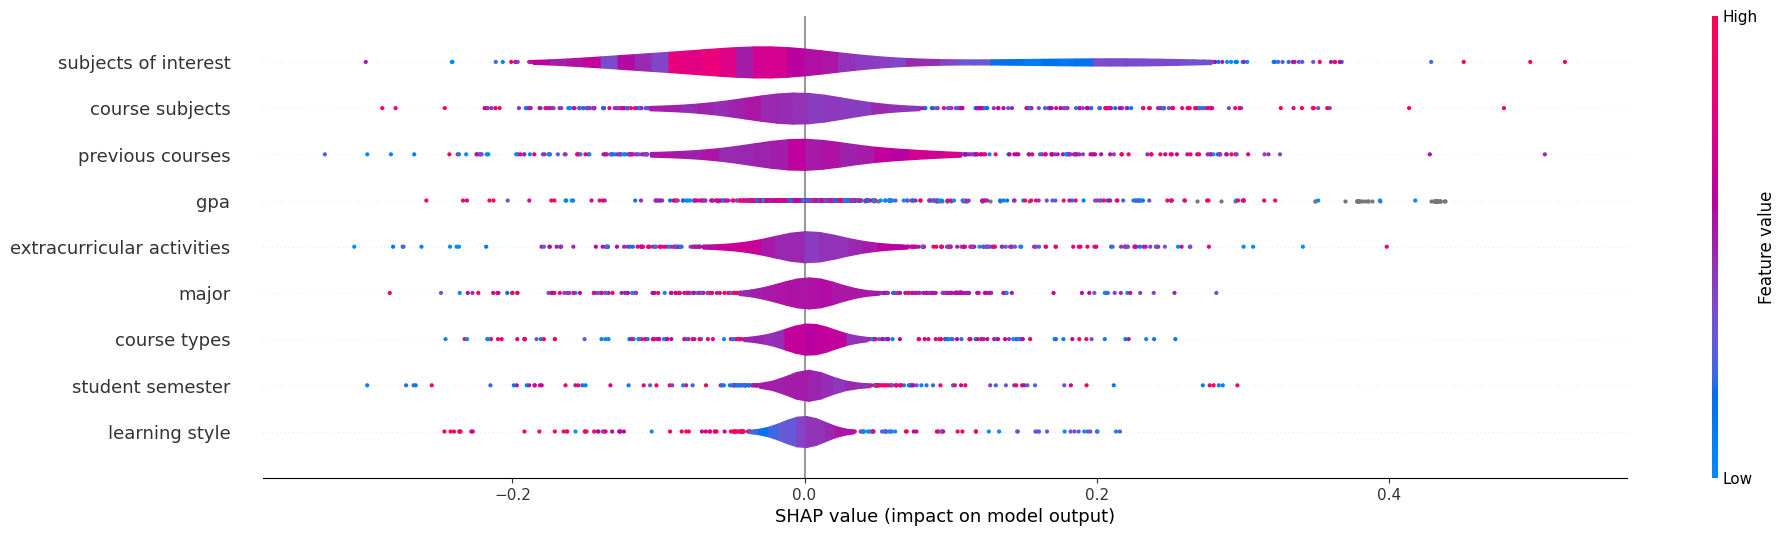 High
subjects of interest
course subjects
previous courses
gpa
extracurricular activities
major
course types
student semester
learning style
Feature value
Low
−0.2 0.0 0.2 0.4
SHAP value (impact on model output)